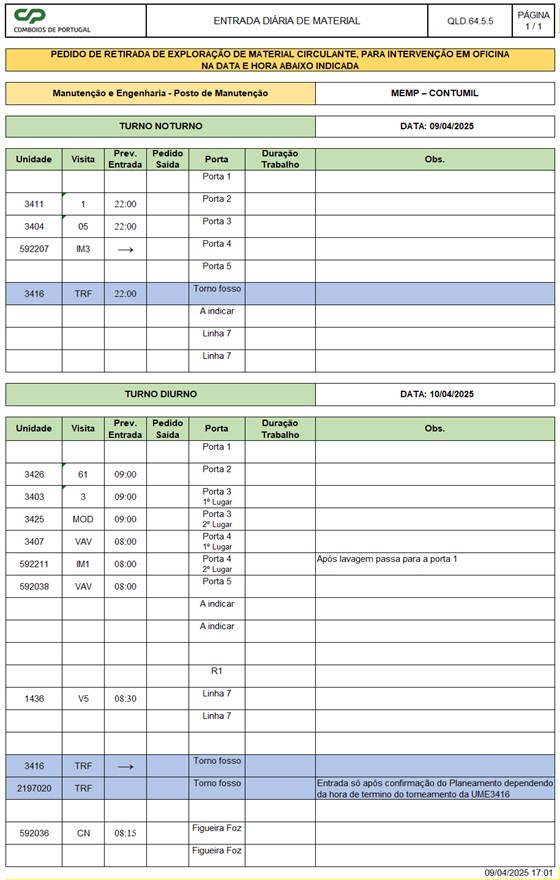 CP
COMBOIOS DE PORTUGAL
ENTRADA DIÁRIA DE MATERIAL
QLD.64.5.5
PÁGINA
1 / 1
PEDIDO DE RETIRADA DE EXPLORAÇÃO DE MATERIAL CIRCULANTE, PARA INTERVENÇÃO EM OFICINA
NA DATA E HORA ABAIXO INDICADA
Manutenção e Engenharia - Posto de Manutenção MEMP – CONTUMIL
TURNO NOTURNO DATA: 09/04/2025
Unidade Visita Prev. Entrada Pedido Saída Porta Duração Trabalho Obs.
Porta 1
3411 1 22:00 Porta 2
3404 05 22:00 Porta 3
592207 IM3 → Porta 4
Porta 5
3416 TRF 22:00 Torno fosso
A indicar
Linha 7
Linha 7
TURNO DIURNO DATA: 10/04/2025
Unidade Visita Prev. Entrada Pedido Saída Porta Duração Trabalho Obs.
Porta 1
3426 61 09:00 Porta 2
3403 3 09:00 Porta 3 1º Lugar
3425 MOD 09:00 Porta 3 2º Lugar
3407 VAV 08:00 Porta 4 1º Lugar
592211 IM1 08:00 Porta 4 2º Lugar Após lavagem passa para a porta 1
592038 VAV 08:00 Porta 5
A indicar
A indicar
R1
1436 V5 08:30 Linha 7
Linha 7
3416 TRF → Torno fosso
2197020 TRF Torno fosso Entrada só após confirmação do Planeamento dependendo
da hora de termino do torneamento da UME3416
592036 CN 08:15 Figueira Foz
Figueira Foz
09/04/2025 17:01